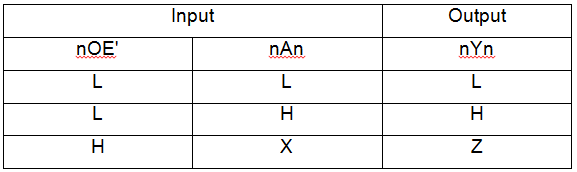 Input Output
nOE' nAn nYn
L L L
L H H
H X Z